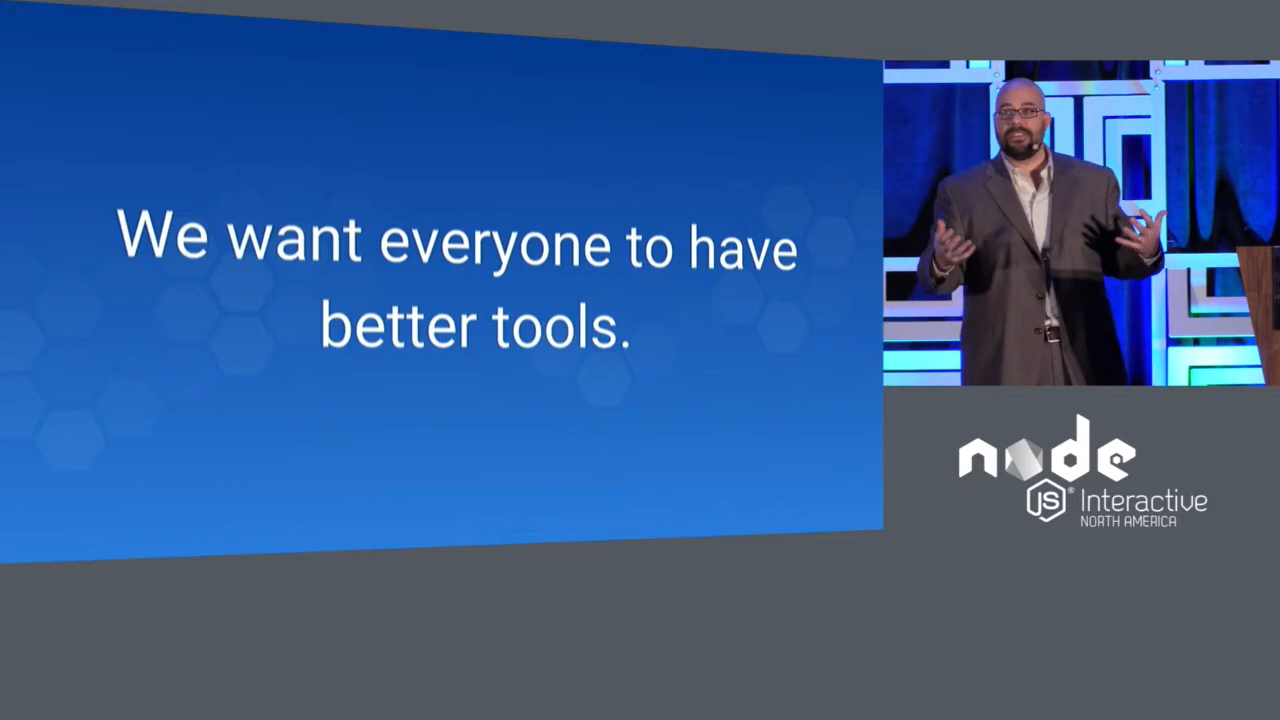 We want everyone to have
better tools.
node
JS® Interactive
NORTH AMERICA